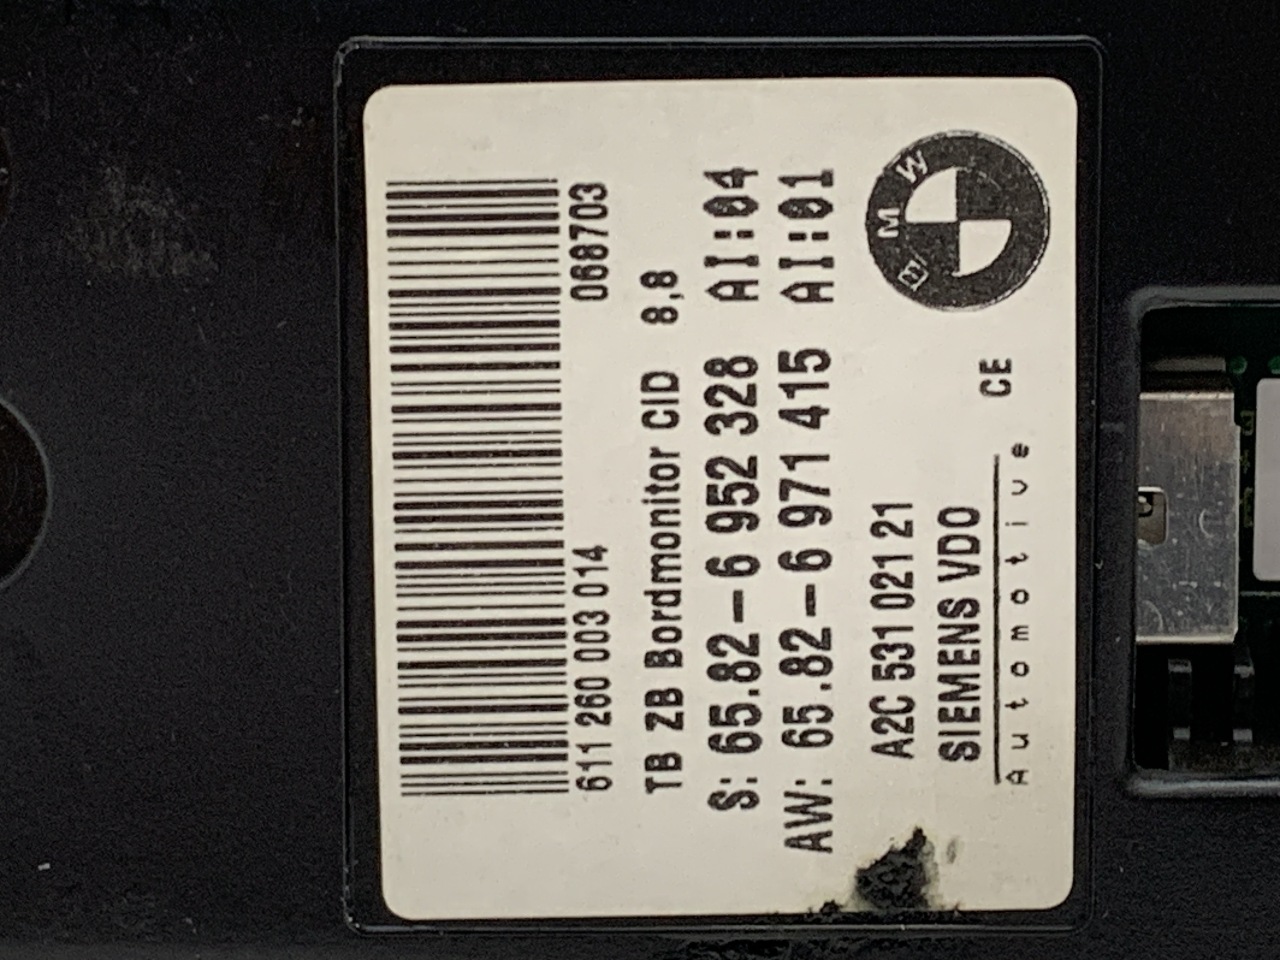 611 260 003 014 068703
TB ZB Bordmonitor CID 8,8
S: 65.82-6 952 328 AI:04
AW: 65.82-6 971 415 AI:01
A2C 531 021 21
SIEMENS VDO
Automotive CE
BMW